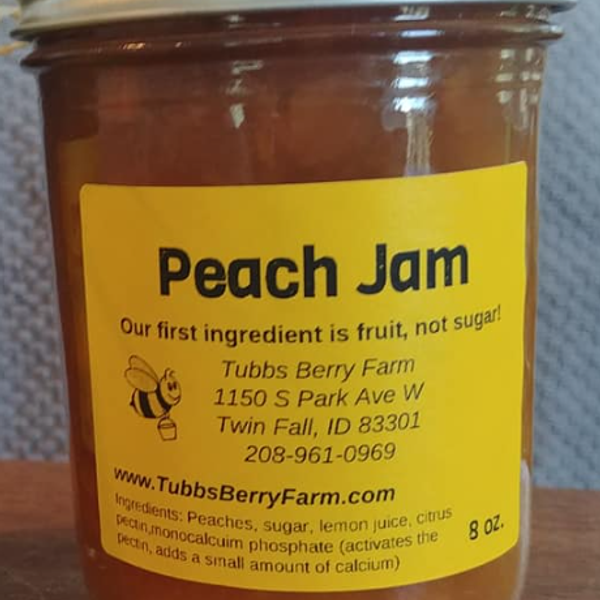 Peach Jam
Our first ingredient is fruit, not sugar!
Tubbs Berry Farm
1150 S Park Ave W
Twin Fall, ID 83301
208-961-0969
www.TubbsBerryFarm.com
Ingredients: Peaches, sugar, lemon juice, citrus
pectin,monocalcuim phosphate (activates the
pectin, adds a small amount of calcium)
8 oz.